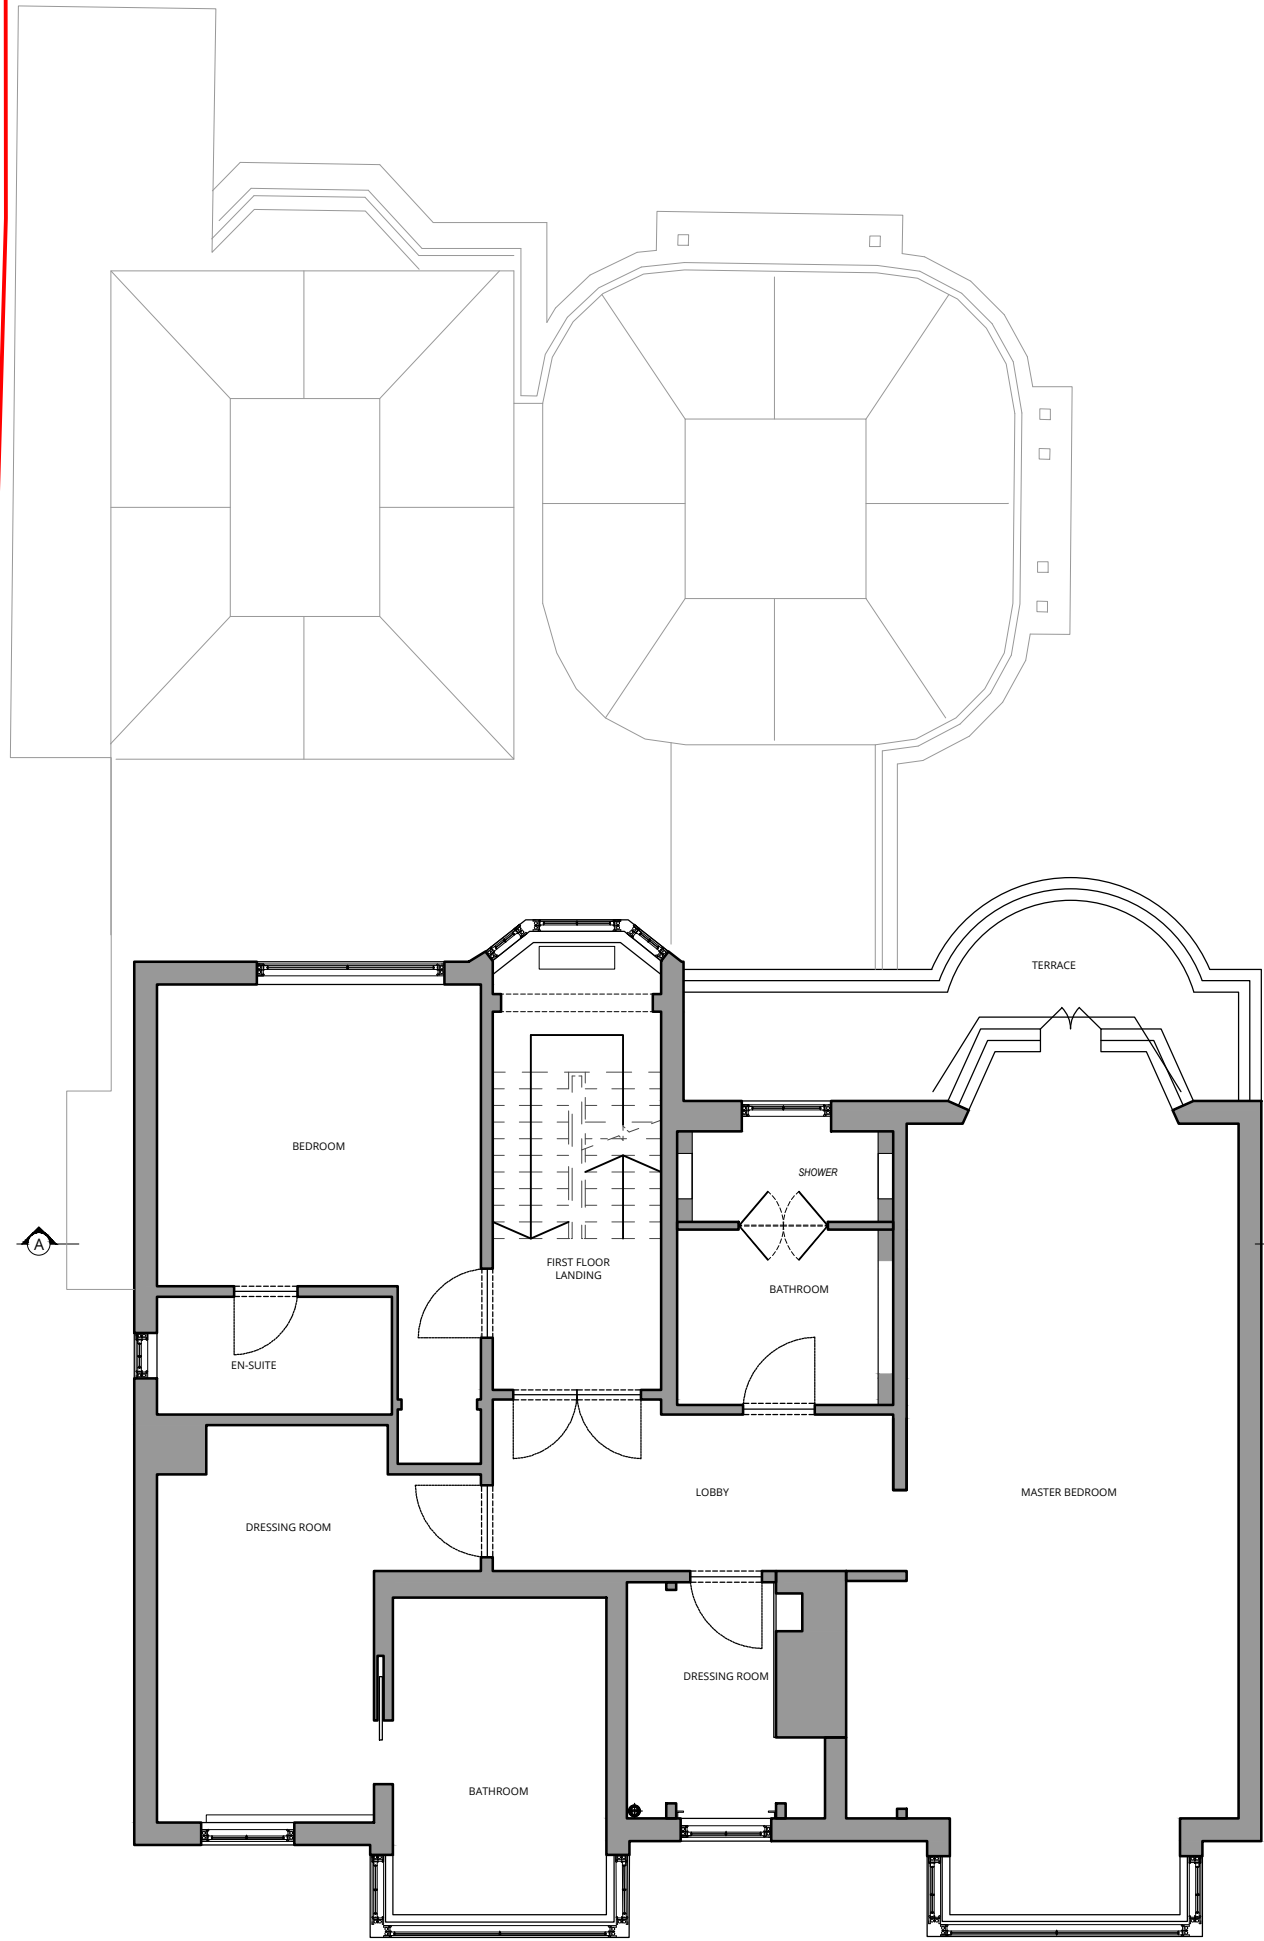 TERRACE
BEDROOM
SHOWER
A
FIRST FLOOR
LANDING
BATHROOM
EN-SUITE
LOBBY
MASTER BEDROOM
DRESSING ROOM
DRESSING ROOM
BATHROOM